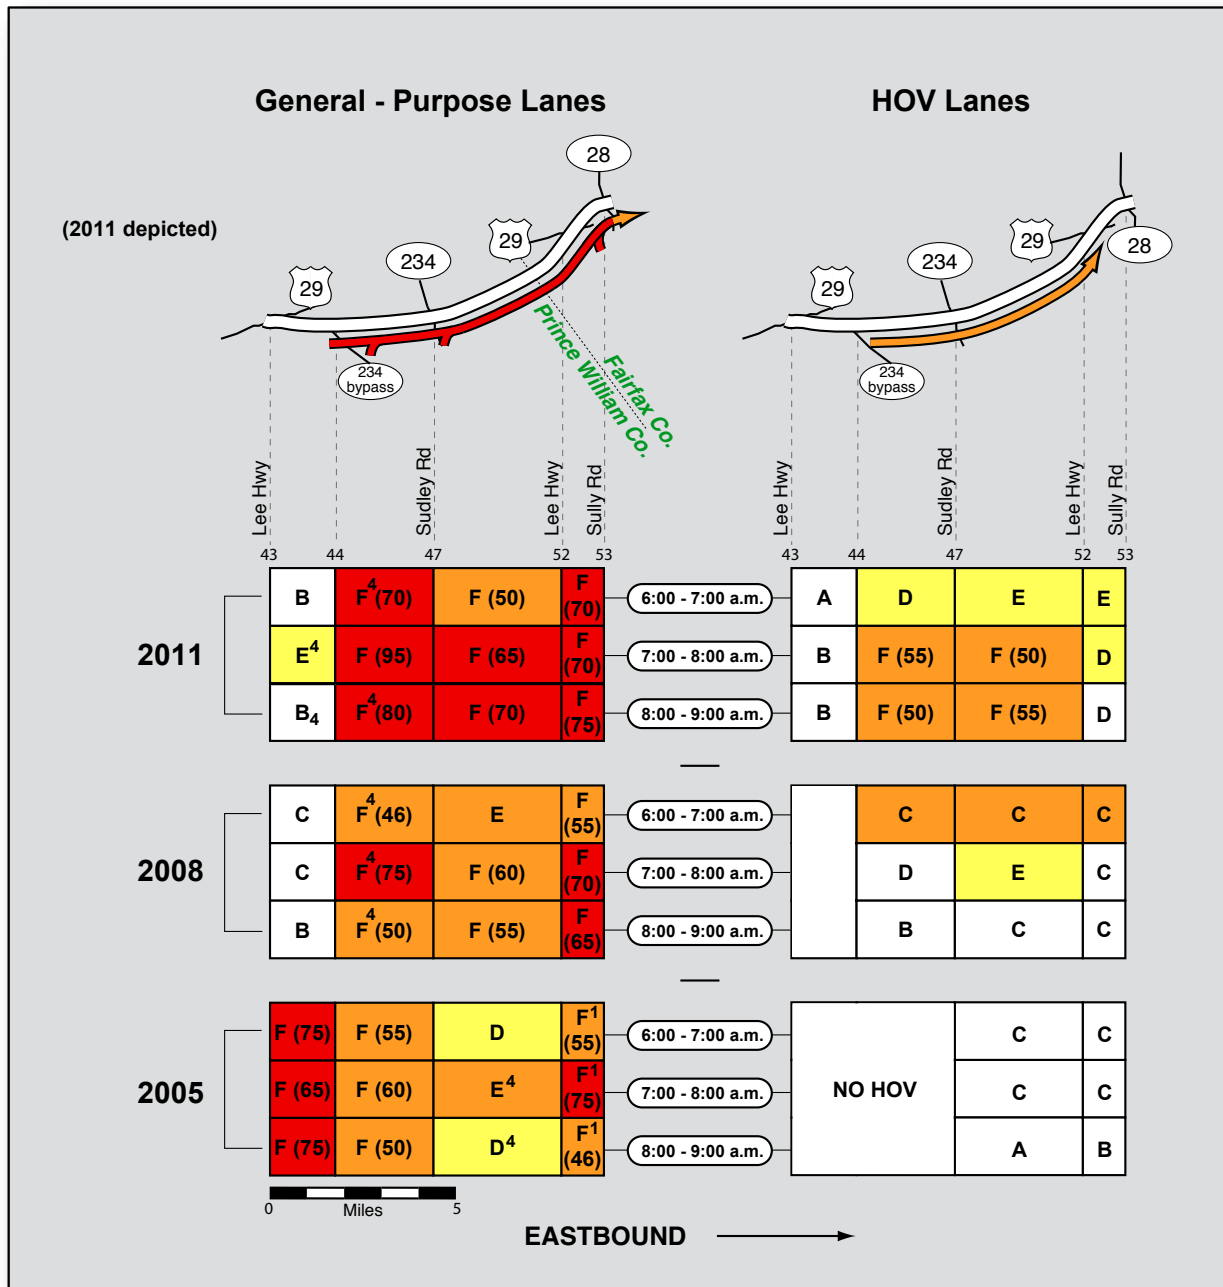 General - Purpose Lanes
HOV Lanes
(2011 depicted)
28
29
234
29
234
bypass
Prince William Co.
Fairfax Co.
29
234
29
28
234
bypass
Lee Hwy
Sudley Rd
Lee Hwy
Sully Rd
Lee Hwy
Sudley Rd
Lee Hwy
Sully Rd
43 44 47 52 53
43 44 47 52 53
2011
B F⁴(70) F (50) F (70) 6:00 - 7:00 a.m. A D E E
E⁴ F (95) F (65) F (70) 7:00 - 8:00 a.m. B F (55) F (50) D
B₄ F⁴(80) F (70) F (75) 8:00 - 9:00 a.m. B F (50) F (55) D
2008
C F⁴(46) E F (55) 6:00 - 7:00 a.m. C C C
C F⁴(75) F (60) F (70) 7:00 - 8:00 a.m. D E C
B F⁴(50) F (55) F (65) 8:00 - 9:00 a.m. B C C
2005
F (75) F (55) D F¹ (55) 6:00 - 7:00 a.m. C C
F (65) F (60) E⁴ F¹ (75) 7:00 - 8:00 a.m. NO HOV C C
F (75) F (50) D⁴ F¹ (46) 8:00 - 9:00 a.m. A B
0 Miles 5
EASTBOUND